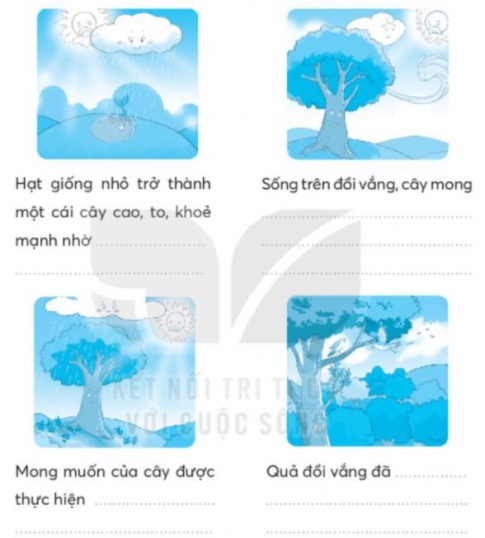 Hạt giống nhỏ trở thành
một cái cây cao, to, khoẻ
mạnh nhờ
Sống trên đồi vắng, cây mong
KẾT NỐI TRI THỨC
VỚI CUỘC SỐNG
Mong muốn của cây được
thực hiện
Quả đồi vắng đã